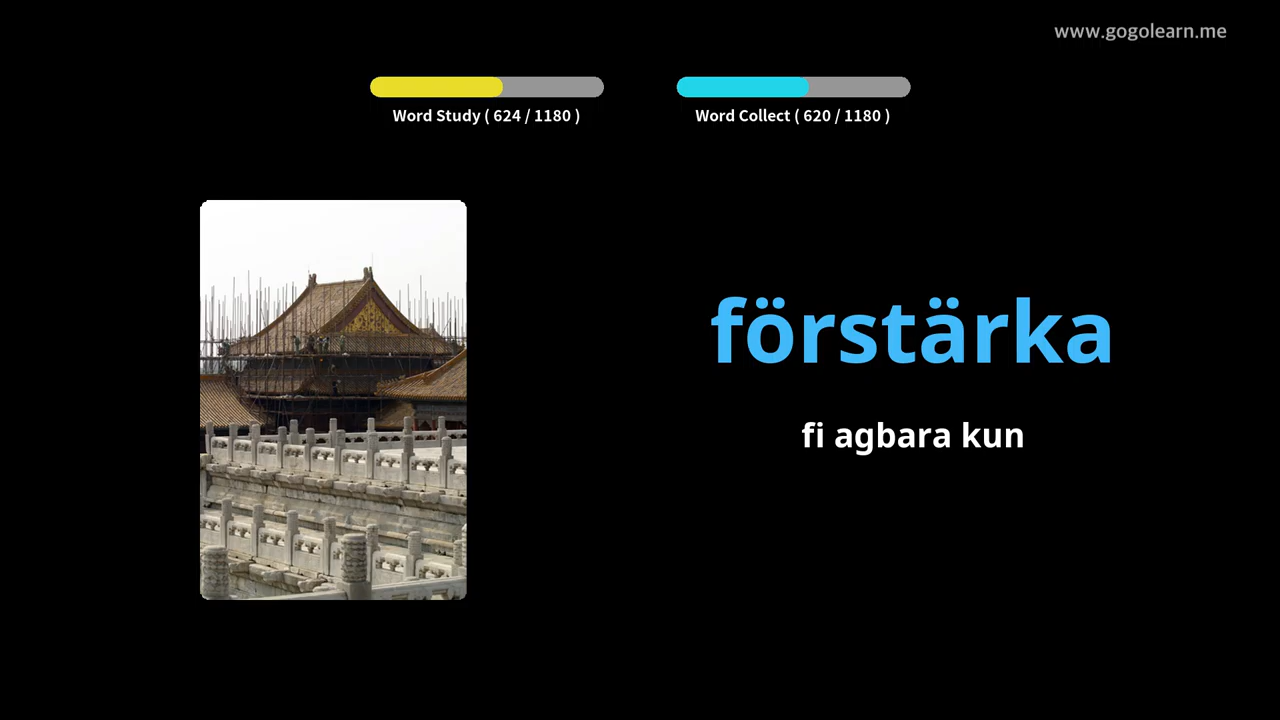 www.gogolearn.me
Word Study ( 624 / 1180 )
Word Collect ( 620 / 1180 )
förstärka
fi agbara kun